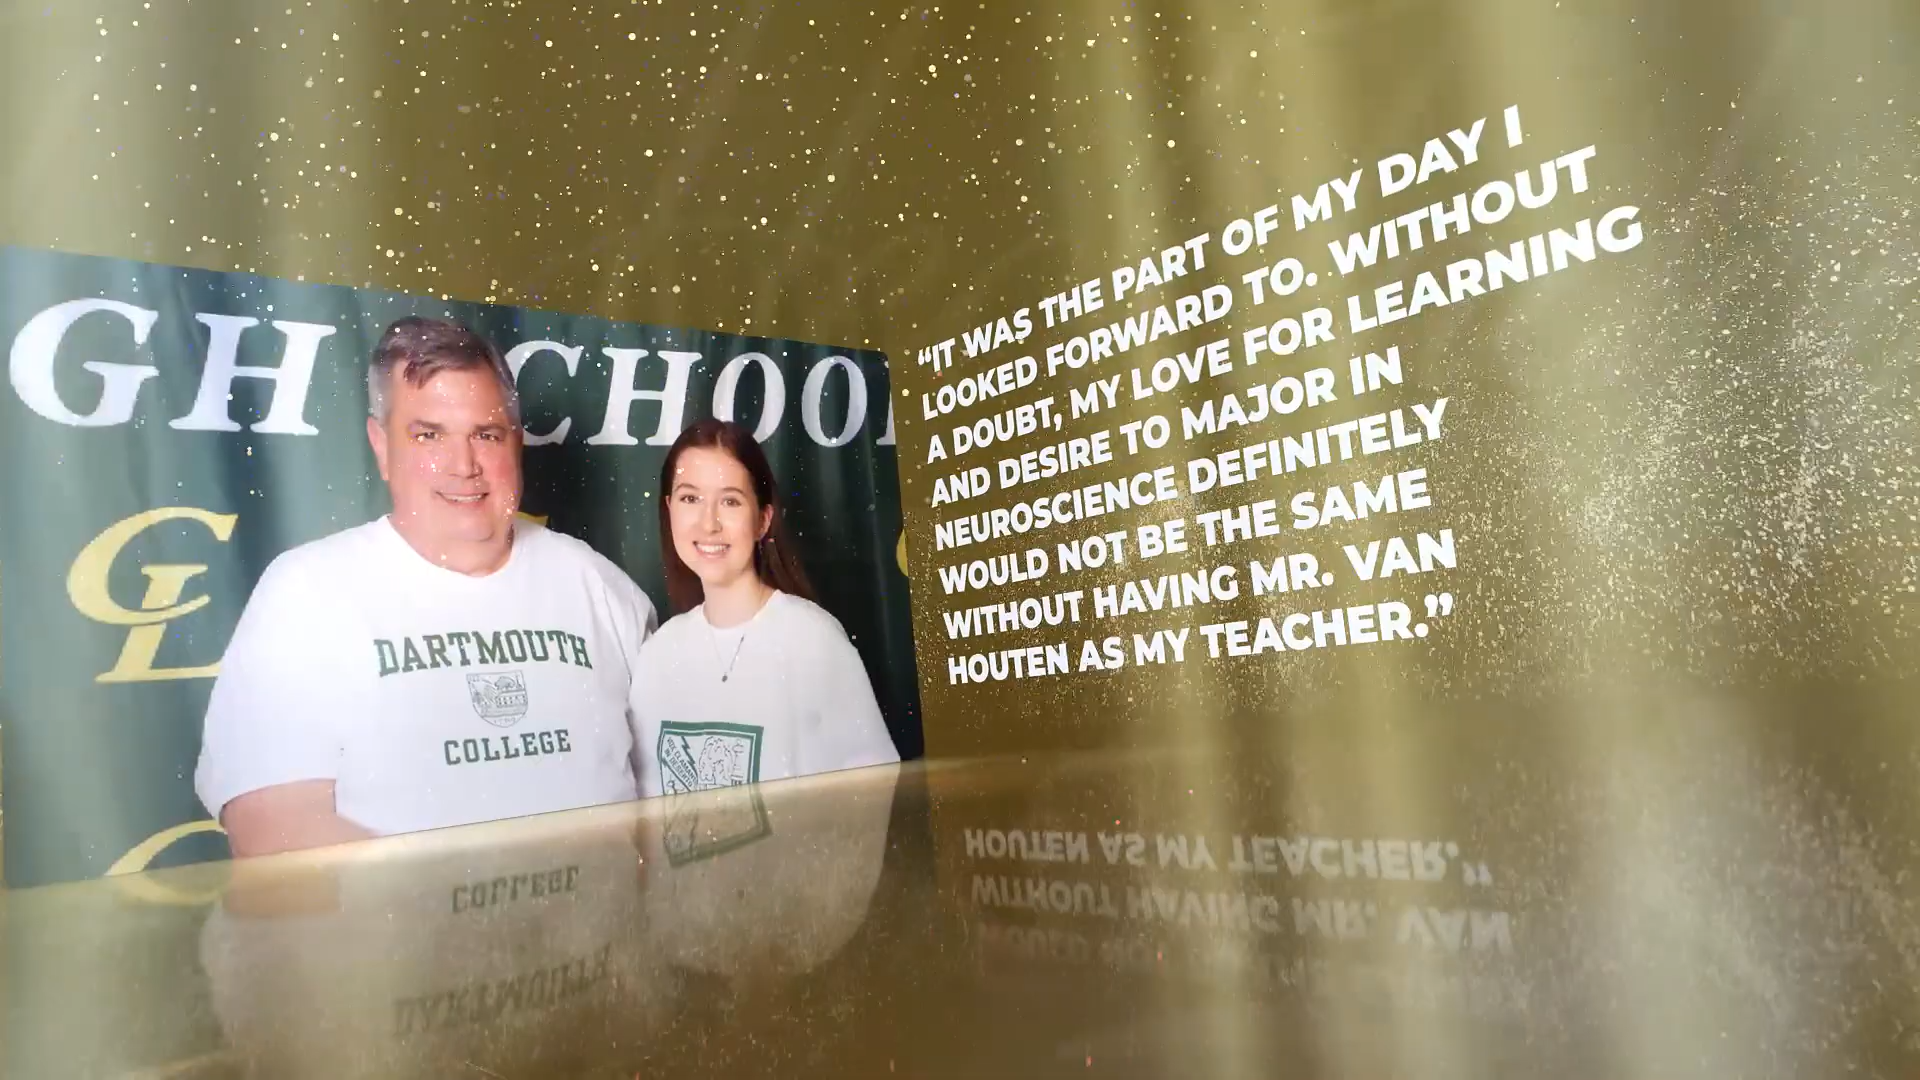 GH SCHOOL
GL
DARTMOUTH
COLLEGE
“IT WAS THE PART OF MY DAY I
LOOKED FORWARD TO. WITHOUT
A DOUBT, MY LOVE FOR LEARNING
AND DESIRE TO MAJOR IN
NEUROSCIENCE DEFINITELY
WOULD NOT BE THE SAME
WITHOUT HAVING MR. VAN
HOUTEN AS MY TEACHER.”